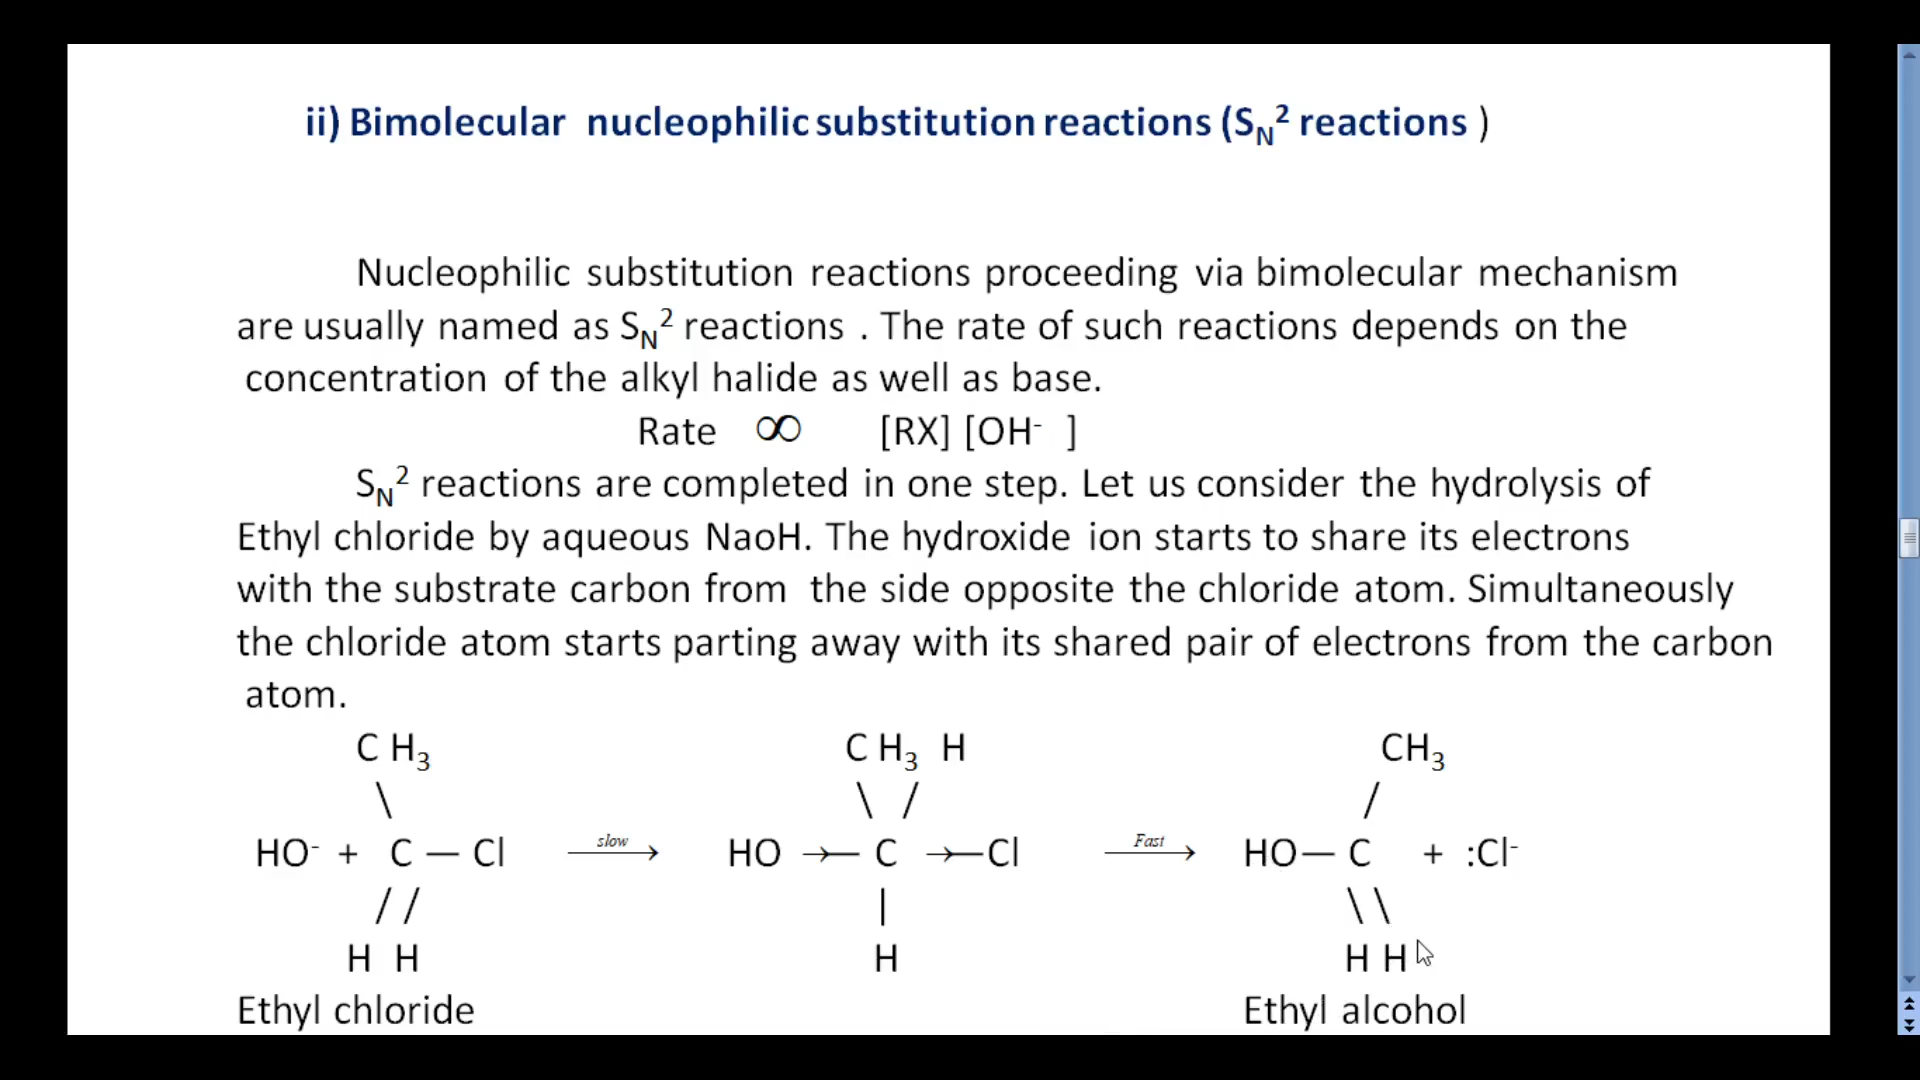 ii) Bimolecular nucleophilic substitution reactions (SN2 reactions )
Nucleophilic substitution reactions proceeding via bimolecular mechanism
are usually named as SN2 reactions . The rate of such reactions depends on the
concentration of the alkyl halide as well as base.
Rate ∞ [RX] [OH- ]
SN2 reactions are completed in one step. Let us consider the hydrolysis of
Ethyl chloride by aqueous NaoH. The hydroxide ion starts to share its electrons
with the substrate carbon from the side opposite the chloride atom. Simultaneously
the chloride atom starts parting away with its shared pair of electrons from the carbon
atom.
C H3 C H3 H CH3
\ \ / /
HO- + C — Cl slow → HO →— C →—Cl Fast → HO— C + :Cl-
/ / | \ \
H H H H H
Ethyl chloride Ethyl alcohol